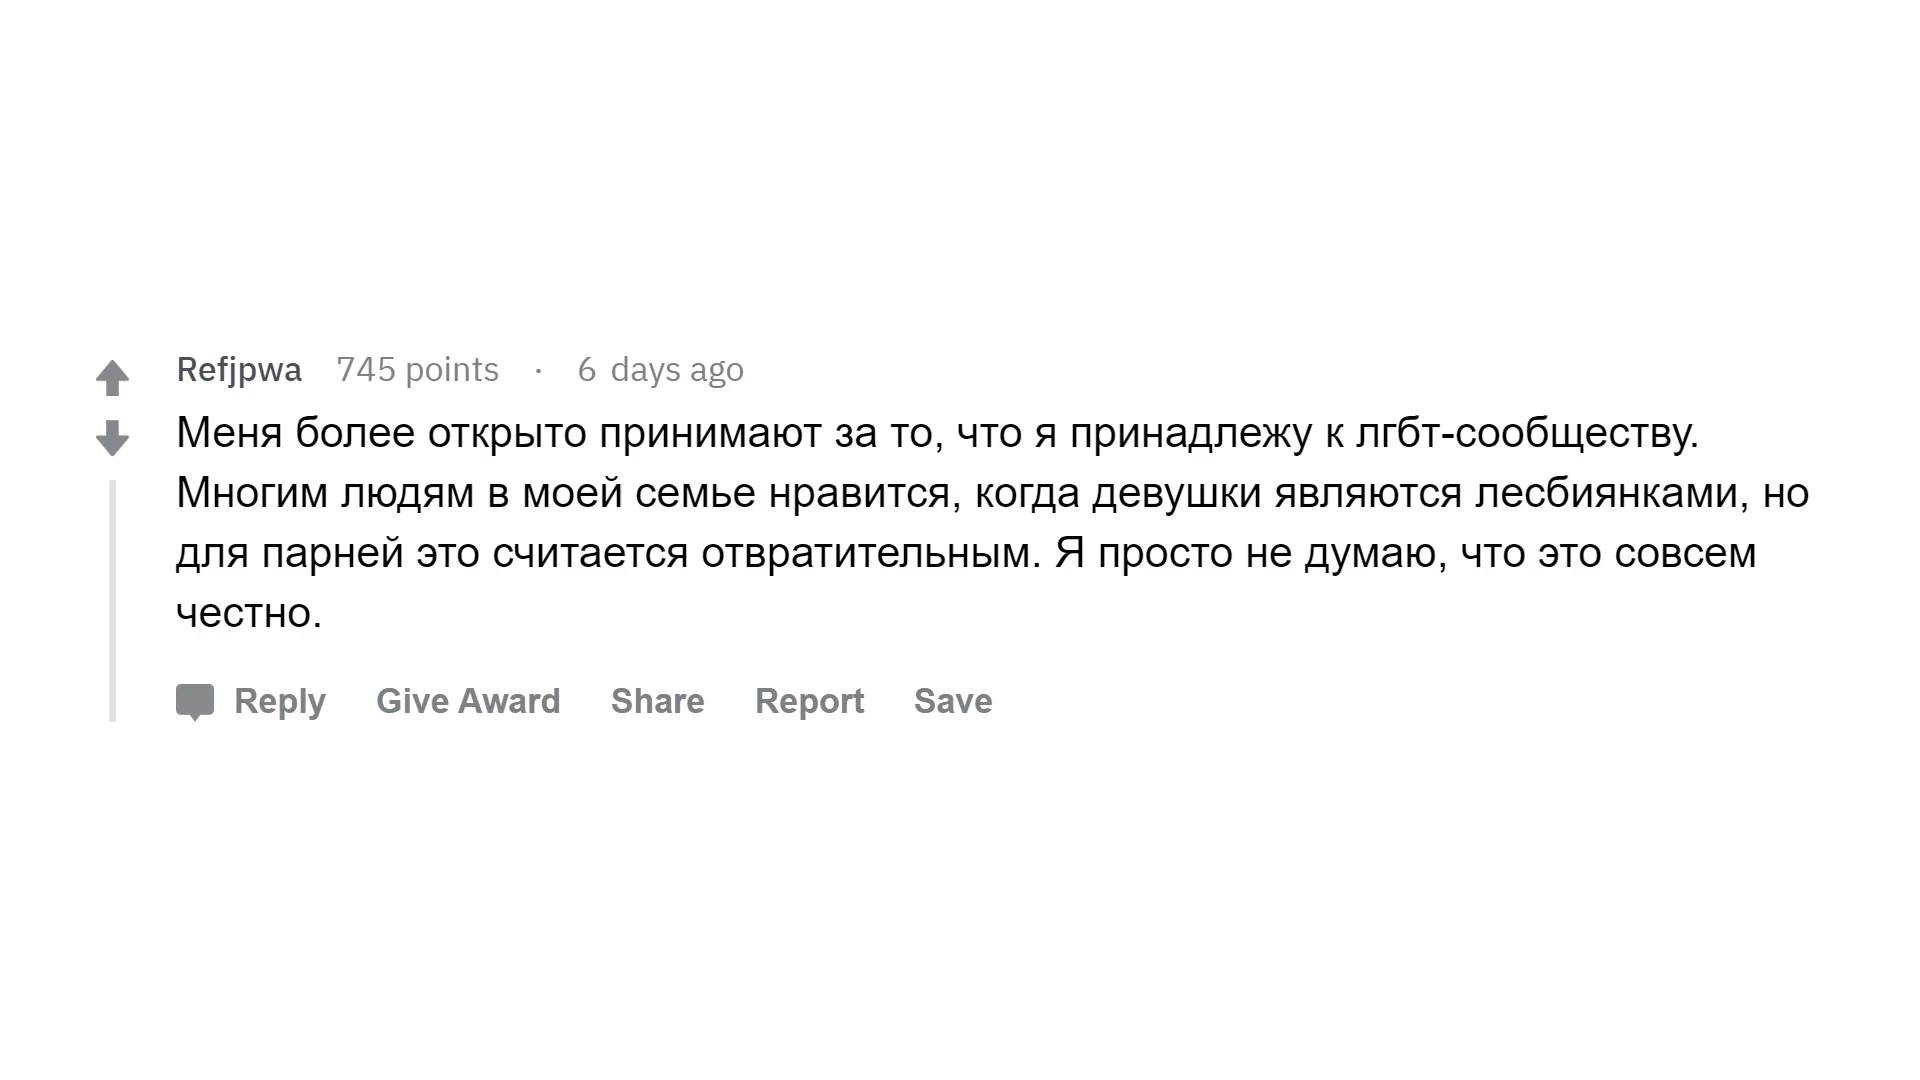 Refjpwa 745 points · 6 days ago
Меня более открыто принимают за то, что я принадлежу к лгбт-сообществу.
Многим людям в моей семье нравится, когда девушки являются лесбиянками, но
для парней это считается отвратительным. Я просто не думаю, что это совсем
честно.
Reply Give Award Share Report Save